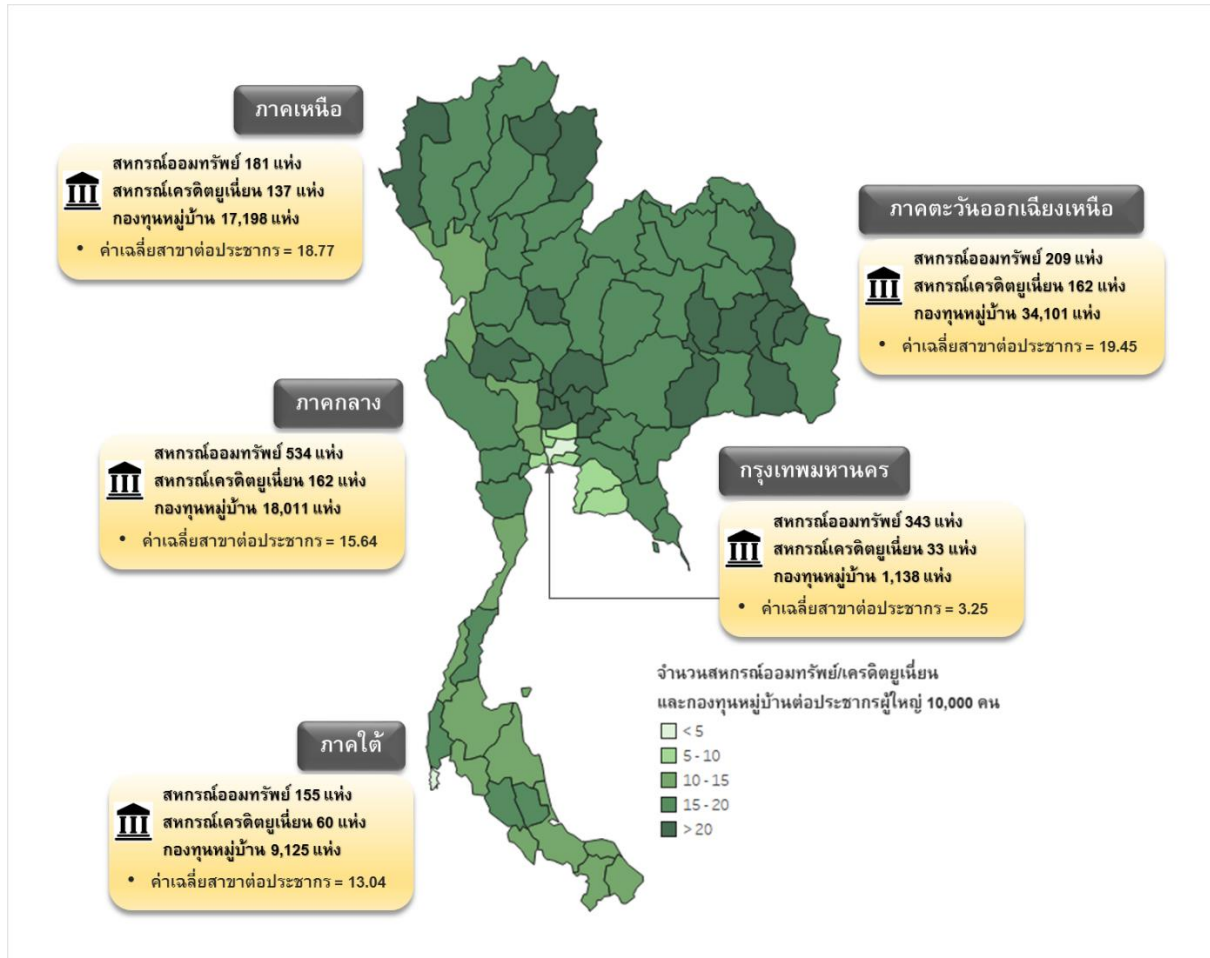 ภาคเหนือ
สหกรณ์ออมทรัพย์ 181 แห่ง
สหกรณ์เครดิตยูเนี่ยน 137 แห่ง
กองทุนหมู่บ้าน 17,198 แห่ง
• ค่าเฉลี่ยสาขาต่อประชากร = 18.77
ภาคตะวันออกเฉียงเหนือ
สหกรณ์ออมทรัพย์ 209 แห่ง
สหกรณ์เครดิตยูเนี่ยน 162 แห่ง
กองทุนหมู่บ้าน 34,101 แห่ง
• ค่าเฉลี่ยสาขาต่อประชากร = 19.45
ภาคกลาง
สหกรณ์ออมทรัพย์ 534 แห่ง
สหกรณ์เครดิตยูเนี่ยน 162 แห่ง
กองทุนหมู่บ้าน 18,011 แห่ง
• ค่าเฉลี่ยสาขาต่อประชากร = 15.64
กรุงเทพมหานคร
สหกรณ์ออมทรัพย์ 343 แห่ง
สหกรณ์เครดิตยูเนี่ยน 33 แห่ง
กองทุนหมู่บ้าน 1,138 แห่ง
• ค่าเฉลี่ยสาขาต่อประชากร = 3.25
ภาคใต้
สหกรณ์ออมทรัพย์ 155 แห่ง
สหกรณ์เครดิตยูเนี่ยน 60 แห่ง
กองทุนหมู่บ้าน 9,125 แห่ง
• ค่าเฉลี่ยสาขาต่อประชากร = 13.04
จำนวนสหกรณ์ออมทรัพย์/เครดิตยูเนี่ยน
และกองทุนหมู่บ้านต่อประชากรผู้ใหญ่ 10,000 คน
< 5
5 - 10
10 - 15
15 - 20
> 20